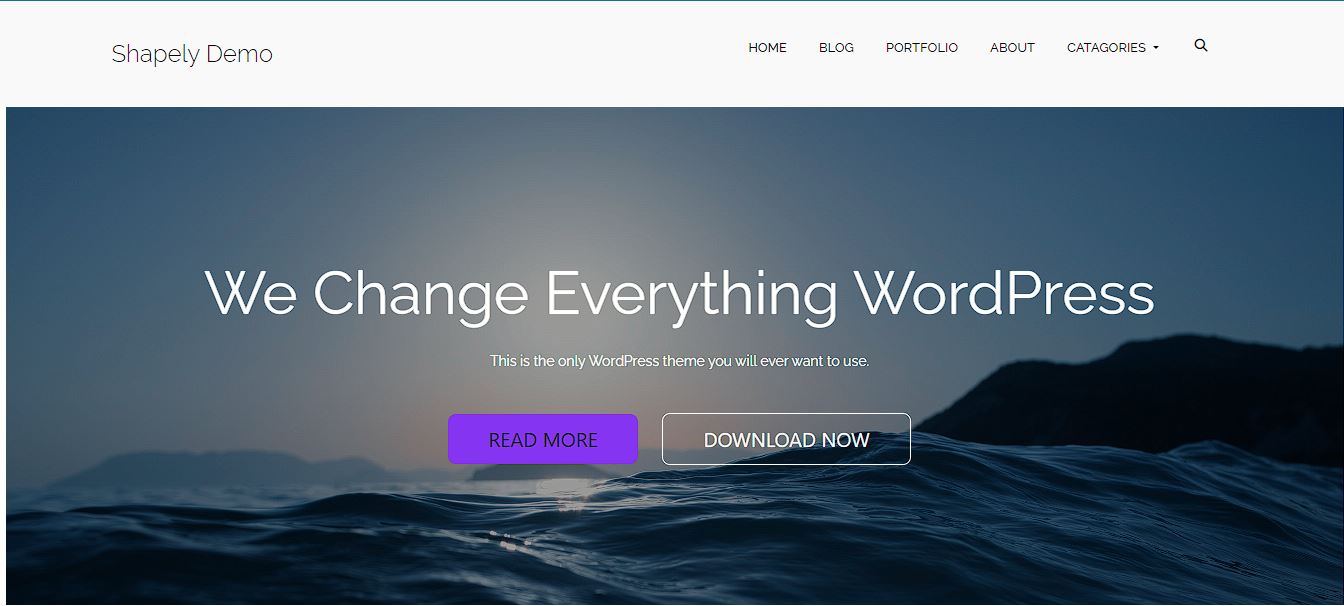 Shapely Demo
HOME BLOG PORTFOLIO ABOUT CATAGORIES
We Change Everything WordPress
This is the only WordPress theme you will ever want to use.
READ MORE DOWNLOAD NOW